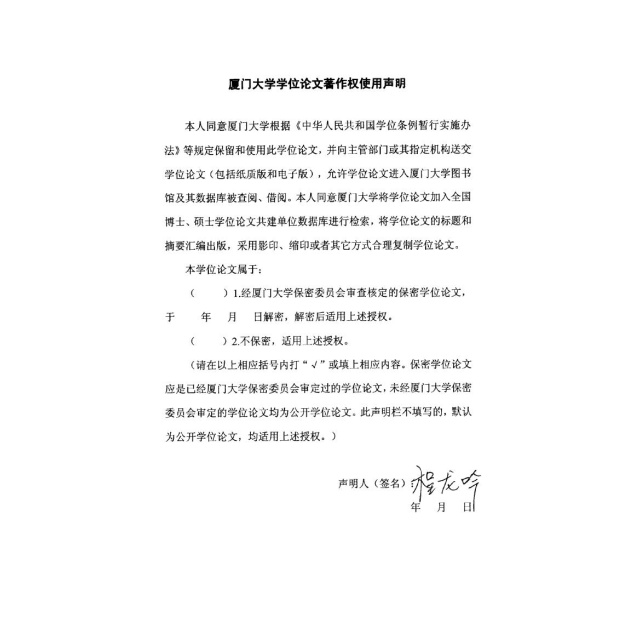 厦门大学学位论文著作权使用声明
本人同意厦门大学根据《中华人民共和国学位条例暂行实施办
法》等规定保留和使用此学位论文，并向主管部门或其指定机构送交
学位论文（包括纸质版和电子版），允许学位论文进入厦门大学图书
馆及其数据库被查阅、借阅。本人同意厦门大学将学位论文加入全国
博士、硕士学位论文共建单位数据库进行检索，将学位论文的标题和
摘要汇编出版，采用影印、缩印或者其它方式合理复制学位论文。
本学位论文属于：
（ ）1.经厦门大学保密委员会审查核定的保密学位论文，
于 年 月 日解密，解密后适用上述授权。
（ ）2.不保密，适用上述授权。
（请在以上相应括号内打“√”或填上相应内容。保密学位论文
应是已经厦门大学保密委员会审定过的学位论文，未经厦门大学保密
委员会审定的学位论文均为公开学位论文。此声明栏不填写的，默认
为公开学位论文，均适用上述授权。）
声明人（签名）：程龙吟
年 月 日